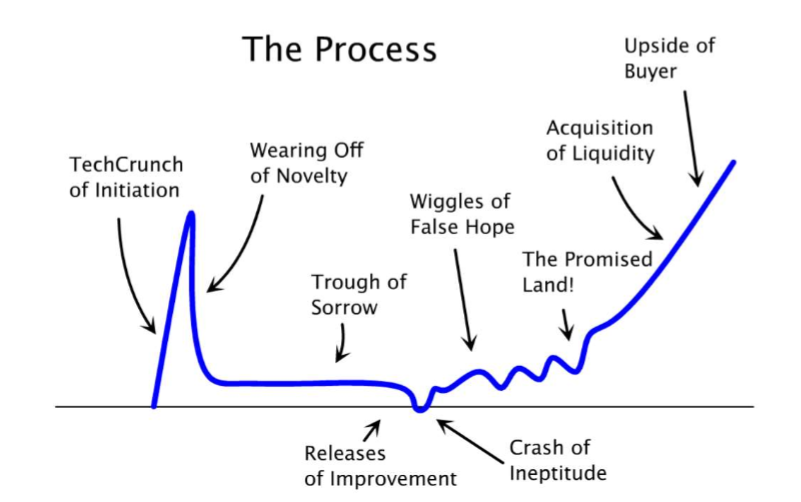 The Process
Upside of
Buyer
Acquisition
of Liquidity
TechCrunch
of Initiation
Wearing Off
of Novelty
Wiggles of
False Hope
The Promised
Land!
Trough of
Sorrow
Releases
of Improvement
Crash of
Ineptitude